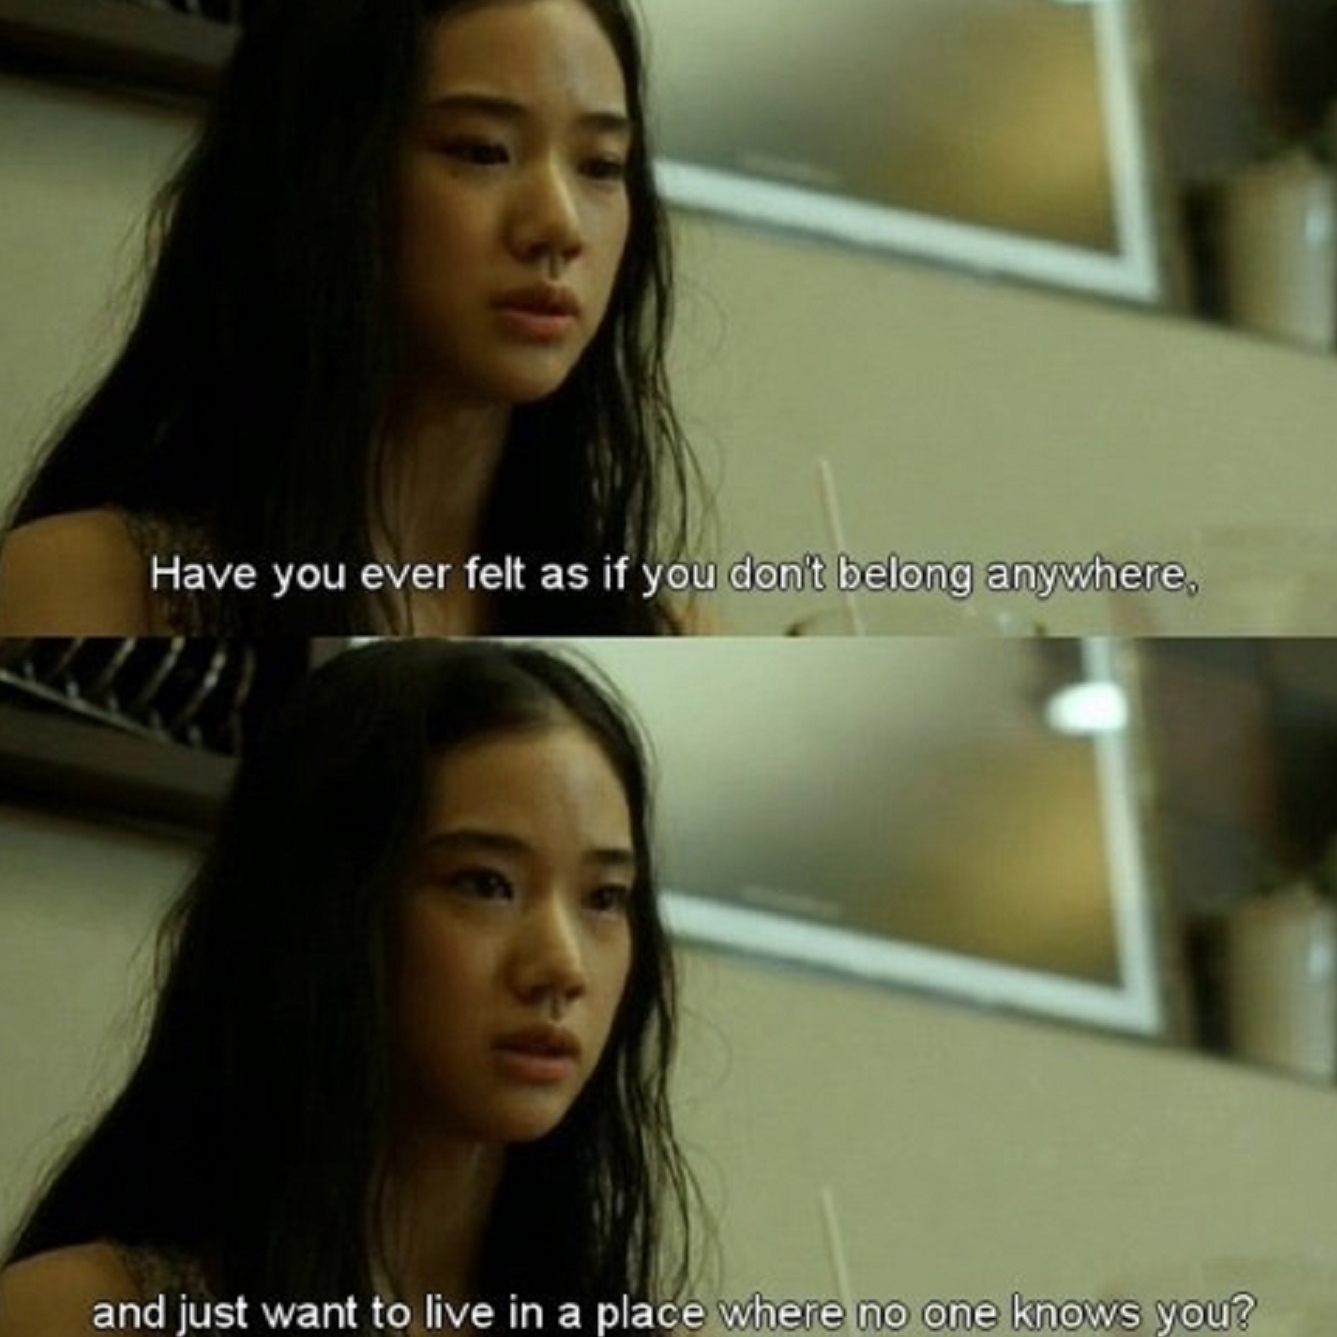 Have you ever felt as if you don't belong anywhere,
and just want to live in a place where no one knows you?